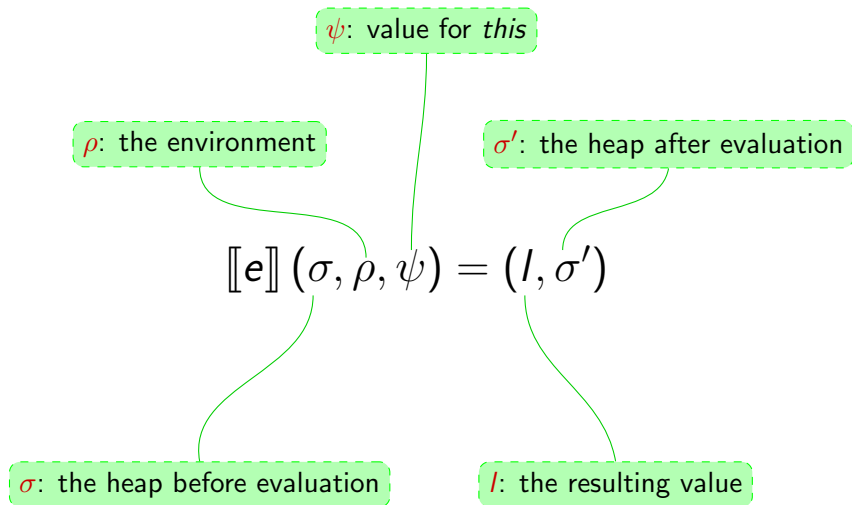 ψ: value for this
ρ: the environment
σ′: the heap after evaluation
⟦e⟧ (σ, ρ, ψ) = (l, σ′)
σ: the heap before evaluation
l: the resulting value